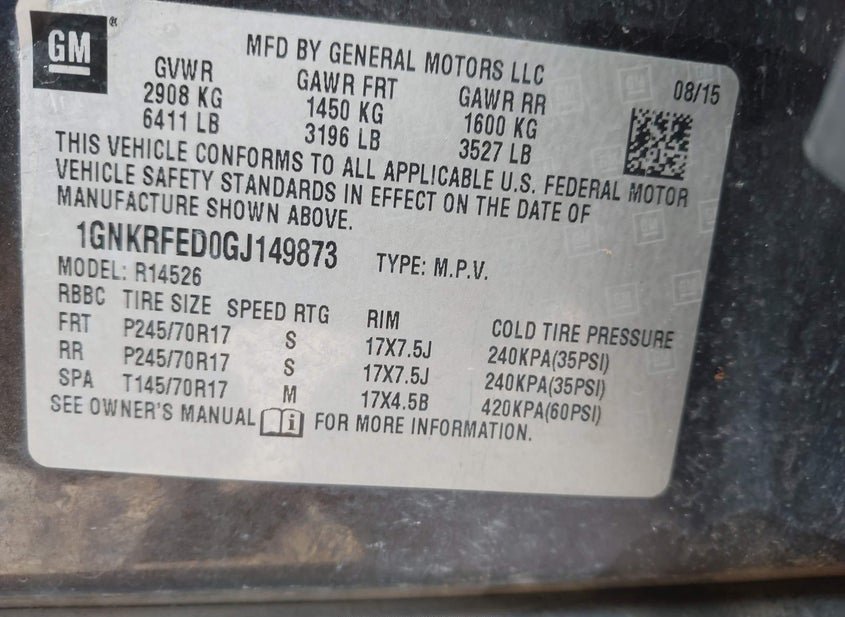 GM
MFD BY GENERAL MOTORS LLC
08/15
GVWR GAWR FRT GAWR RR
2908 KG 1450 KG 1600 KG
6411 LB 3196 LB 3527 LB
THIS VEHICLE CONFORMS TO ALL APPLICABLE U.S. FEDERAL MOTOR
VEHICLE SAFETY STANDARDS IN EFFECT ON THE DATE OF
MANUFACTURE SHOWN ABOVE.
1GNKRFED0GJ149873 TYPE: M.P.V.
MODEL: R14526
RBBC TIRE SIZE SPEED RTG RIM COLD TIRE PRESSURE
FRT P245/70R17 S 17X7.5J 240KPA(35PSI)
RR P245/70R17 S 17X7.5J 240KPA(35PSI)
SPA T145/70R17 M 17X4.5B 420KPA(60PSI)
SEE OWNER'S MANUAL i FOR MORE INFORMATION.